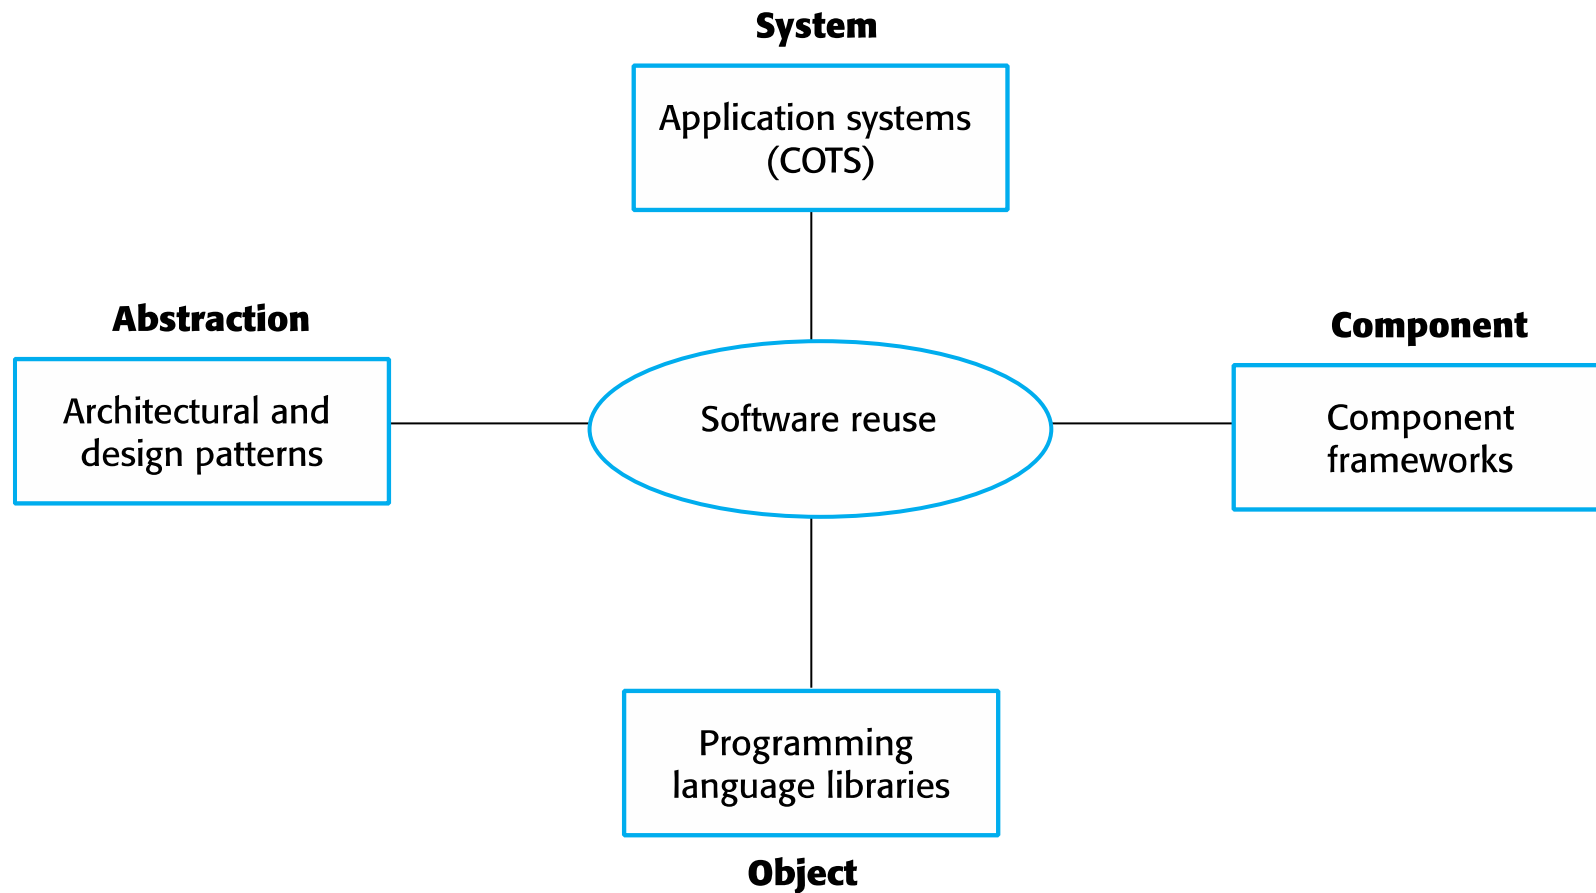 System
Application systems
(COTS)
Abstraction
Architectural and
design patterns
Software reuse
Component
Component
frameworks
Programming
language libraries
Object